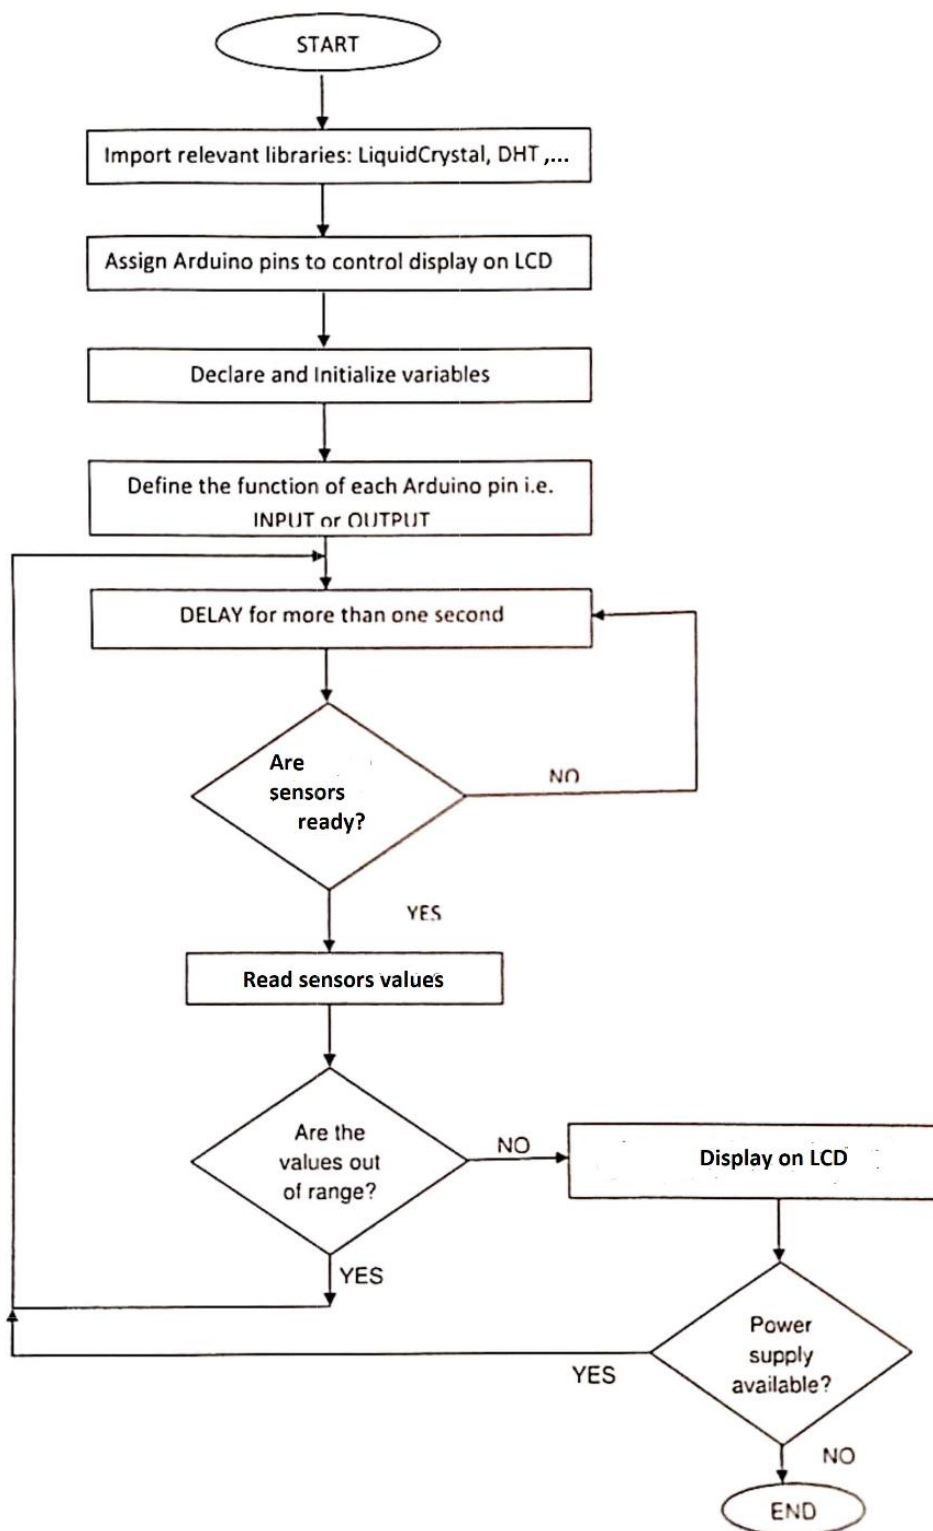 START
Import relevant libraries: LiquidCrystal, DHT ,...
Assign Arduino pins to control display on LCD
Declare and Initialize variables
Define the function of each Arduino pin i.e.
INPUT or OUTPUT
DELAY for more than one second
Are
sensors
ready?
NO
YES
Read sensors values
Are the
values out
of range?
NO
Display on LCD
YES
Power
supply
available?
YES
NO
END